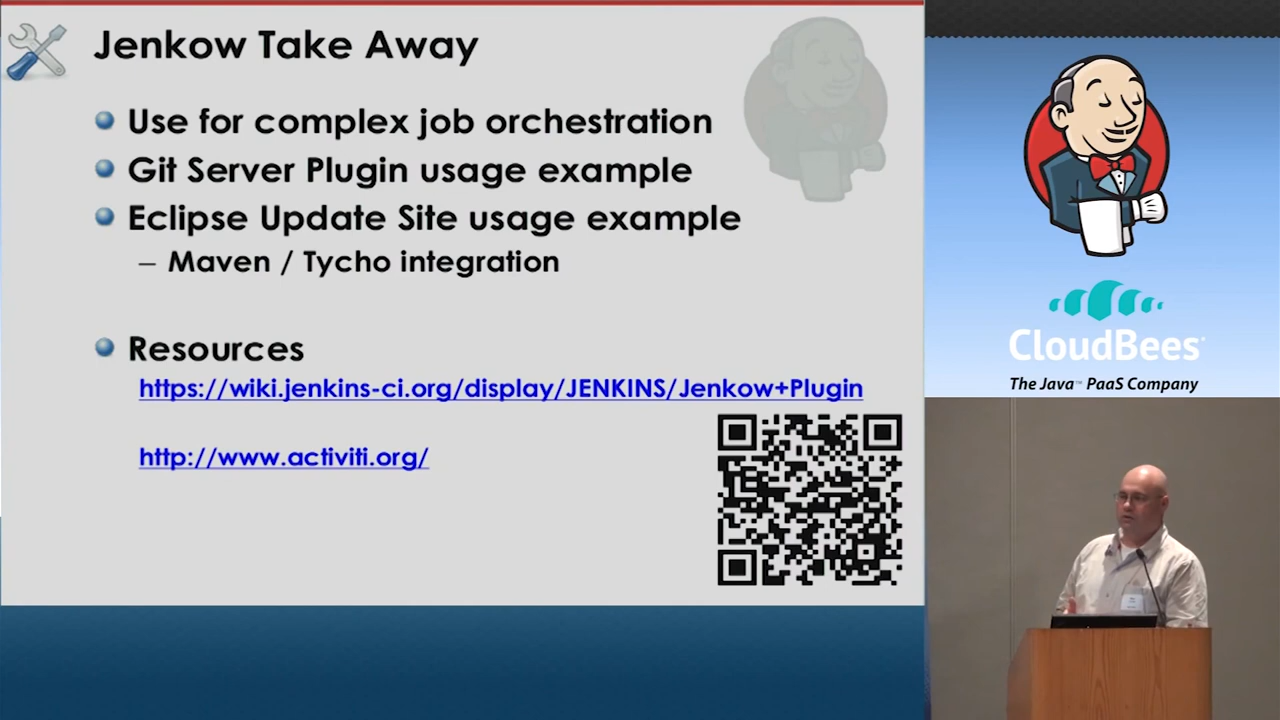 Jenkow Take Away
Use for complex job orchestration
Git Server Plugin usage example
Eclipse Update Site usage example
– Maven / Tycho integration
Resources
https://wiki.jenkins-ci.org/display/JENKINS/Jenkow+Plugin
http://www.activiti.org/
CloudBees
The Java™ PaaS Company